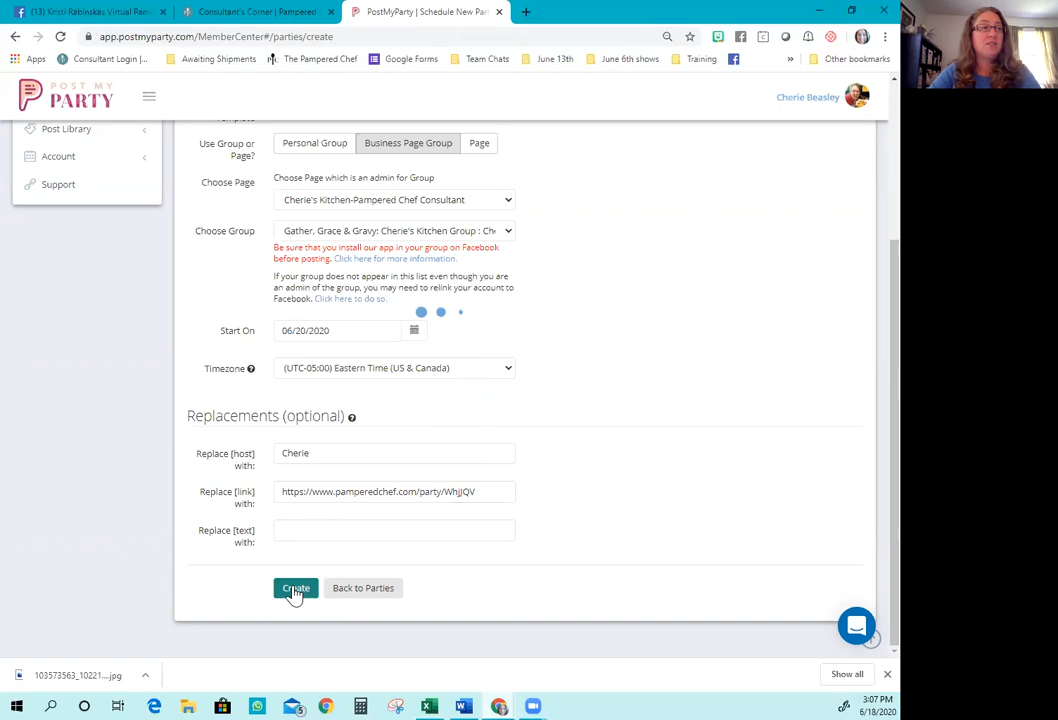 (13) Kristi Rabinskas Virtual Pam
Consultant's Corner | Pampered
PostMyParty | Schedule New Part
app.postmyparty.com/MemberCenter#/parties/create
Apps
Consultant Login |...
Awaiting Shipments
The Pampered Chef
Google Forms
Team Chats
June 13th
June 6th shows
Training
»
Other bookmarks
POST MY
PARTY
Cherie Beasley
Post Library
Account
Support
Template
Use Group or
Page?
Personal Group
Business Page Group
Page
Choose Page which is an admin for Group
Choose Page
Cherie's Kitchen-Pampered Chef Consultant
Choose Group
Gather, Grace & Gravy: Cherie's Kitchen Group : Che
Be sure that you install our app in your group on Facebook
before posting. Click here for more information.
If your group does not appear in this list even though you are
an admin of the group, you may need to relink your account to
Facebook. Click here to do so.
Start On
06/20/2020
Timezone
(UTC-05:00) Eastern Time (US & Canada)
Replacements (optional)
Replace [host]
with:
Cherie
Replace [link]
with:
https://www.pamperedchef.com/party/WhjJQV
Replace [text]
with:
Create
Back to Parties
103573563_10221....jpg
Show all
5
3:07 PM
6/18/2020